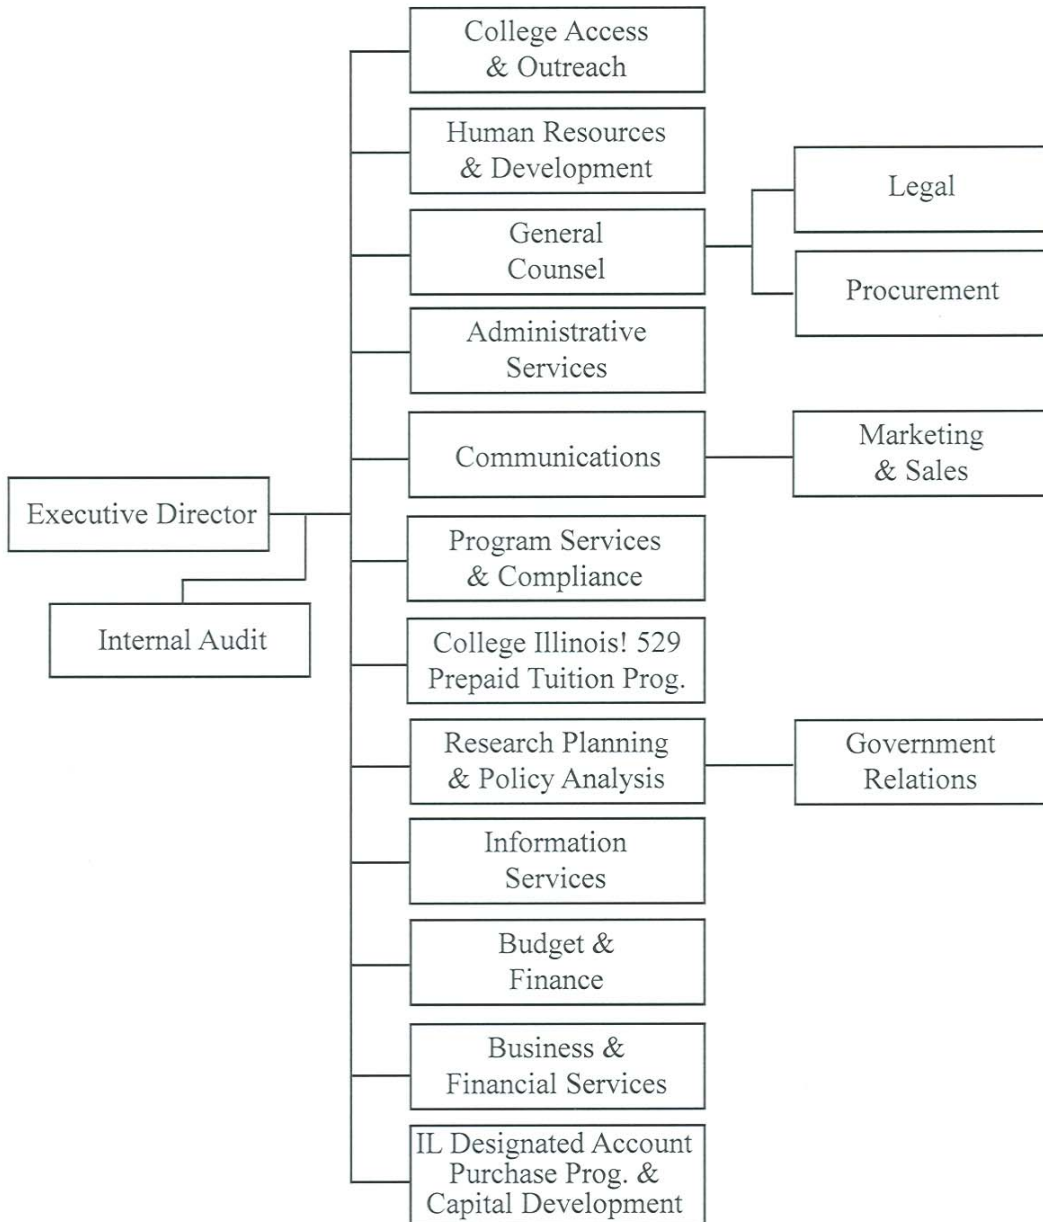 College Access
& Outreach
Human Resources
& Development
General
Counsel
Legal
Procurement
Administrative
Services
Communications
Marketing
& Sales
Executive Director
Internal Audit
Program Services
& Compliance
College Illinois! 529
Prepaid Tuition Prog.
Research Planning
& Policy Analysis
Government
Relations
Information
Services
Budget &
Finance
Business &
Financial Services
IL Designated Account
Purchase Prog. &
Capital Development